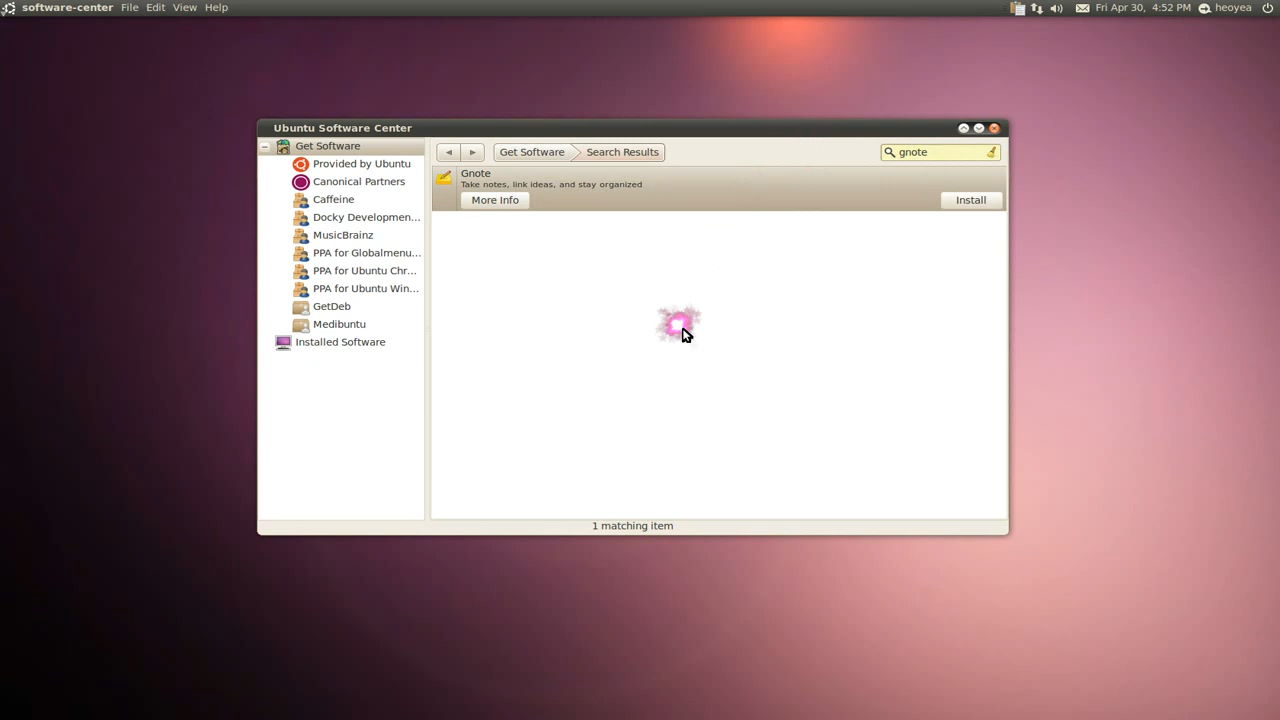 software-center File Edit View Help
Fri Apr 30, 4:52 PM heoyea
Ubuntu Software Center
Get Software
Provided by Ubuntu
Canonical Partners
Caffeine
Docky Developmen...
MusicBrainz
PPA for Globalmenu...
PPA for Ubuntu Chr...
PPA for Ubuntu Win...
GetDeb
Medibuntu
Installed Software
Get Software Search Results
gnote
Gnote
Take notes, link ideas, and stay organized
More Info
Install
1 matching item